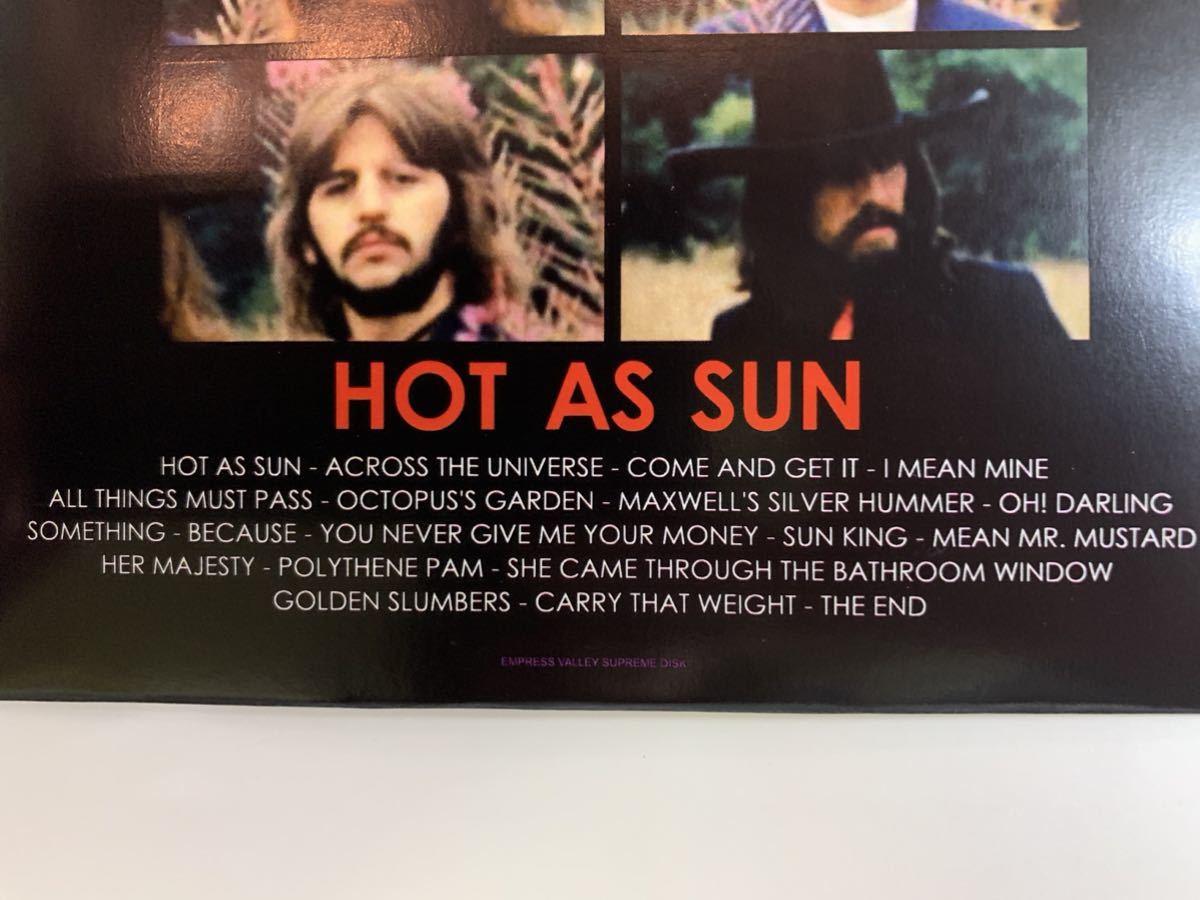 HOT AS SUN
HOT AS SUN - ACROSS THE UNIVERSE - COME AND GET IT - I MEAN MINE
ALL THINGS MUST PASS - OCTOPUS'S GARDEN - MAXWELL'S SILVER HUMMER - OH! DARLING
SOMETHING - BECAUSE - YOU NEVER GIVE ME YOUR MONEY - SUN KING - MEAN MR. MUSTARD
HER MAJESTY - POLYTHENE PAM - SHE CAME THROUGH THE BATHROOM WINDOW
GOLDEN SLUMBERS - CARRY THAT WEIGHT - THE END
EMPRESS VALLEY SUPREME DISK